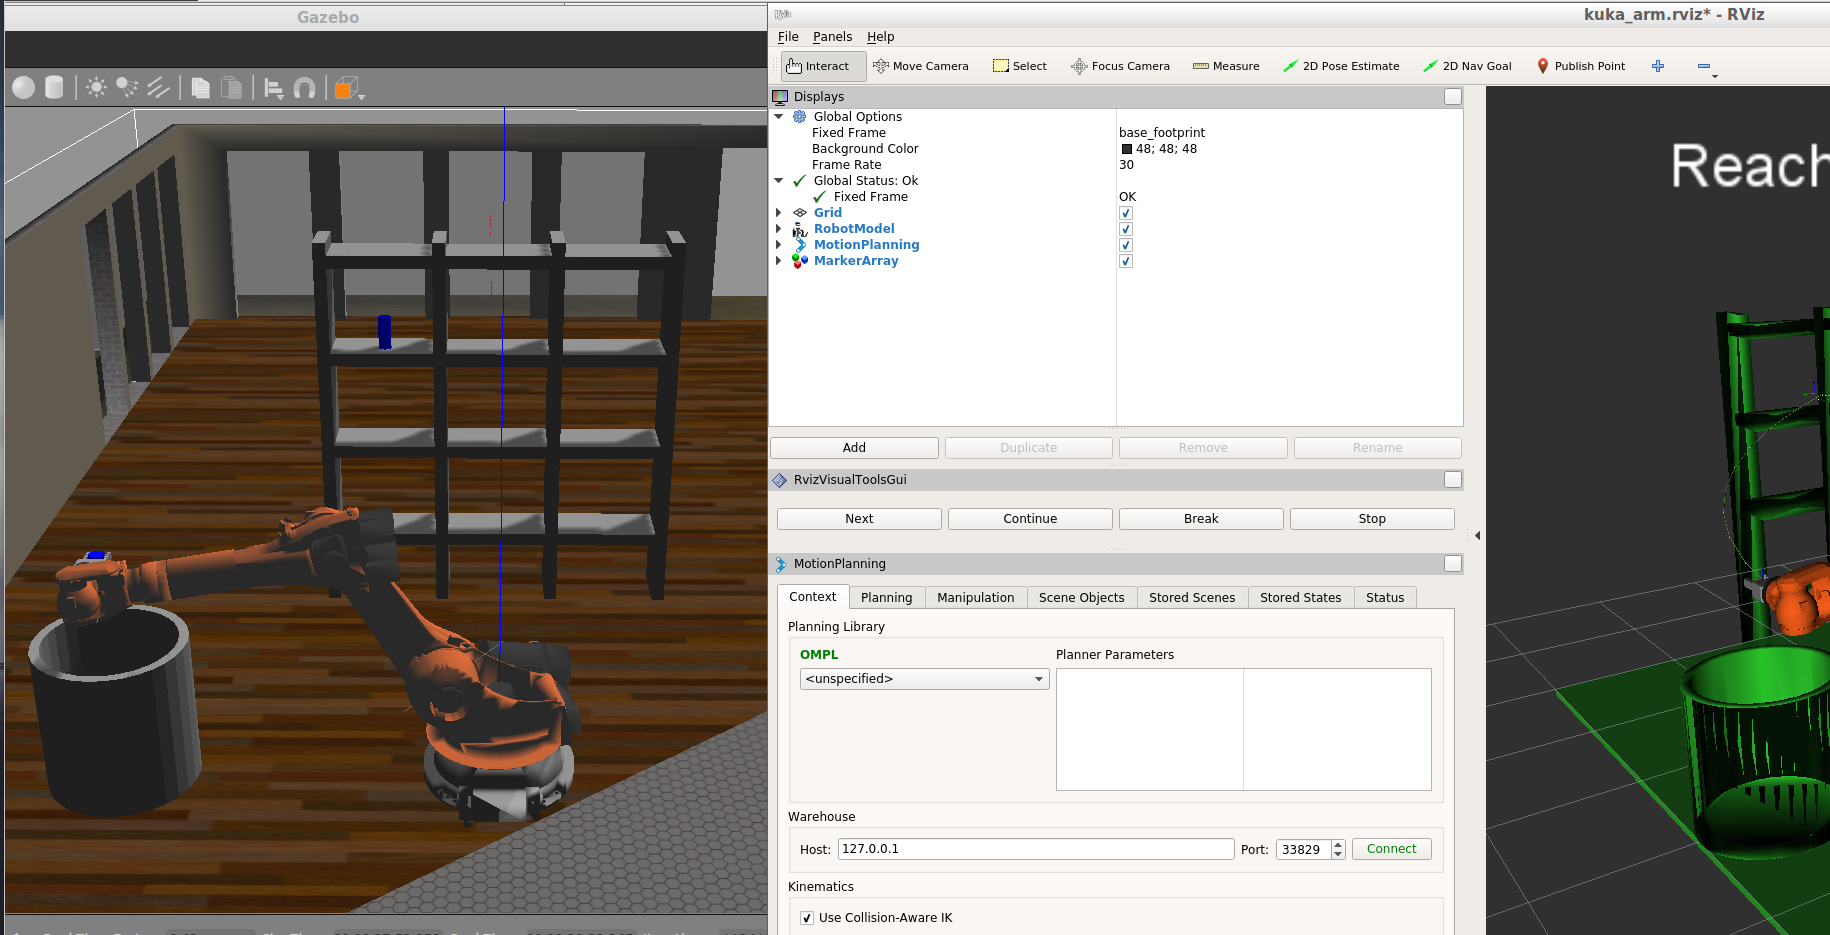 Gazebo
kuka_arm.rviz* - RViz
File Panels Help
Interact Move Camera Select Focus Camera Measure 2D Pose Estimate 2D Nav Goal Publish Point
Displays
Global Options
Fixed Frame base_footprint
Background Color 48; 48; 48
Frame Rate 30
Global Status: Ok
Fixed Frame OK
Grid
RobotModel
MotionPlanning
MarkerArray
Add Duplicate Remove Rename
RvizVisualToolsGui
Next Continue Break Stop
MotionPlanning
Context Planning Manipulation Scene Objects Stored Scenes Stored States Status
Planning Library
OMPL Planner Parameters
<unspecified>
Warehouse
Host: 127.0.0.1 Port: 33829 Connect
Kinematics
Use Collision-Aware IK
Reach